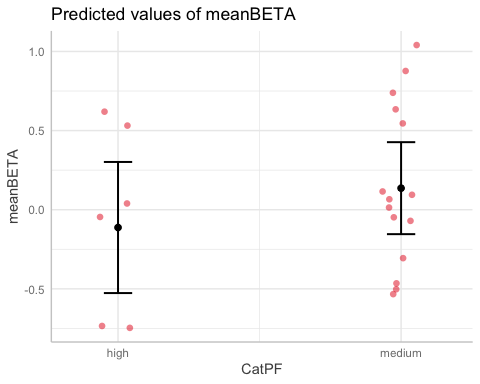 Predicted values of meanBETA
1.0
0.5
0.0
-0.5
meanBETA
high
medium
CatPF